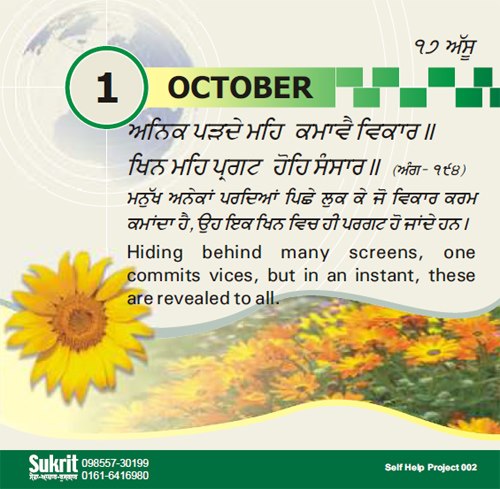 ੧੭ ਅੱਸੂ
1 OCTOBER
ਅਨਿਕ ਪੜਦੇ ਮਹਿ ਕਮਾਵੈ ਵਿਕਾਰ ॥
ਖਿਨ ਮਹਿ ਪ੍ਰਗਟ ਹੋਹਿ ਸੰਸਾਰ ॥ (ਅੰਗ- ੧੯੪)
ਮਨੁੱਖ ਅਨੇਕਾਂ ਪਰਦਿਆਂ ਪਿਛੇ ਲੁਕ ਕੇ ਜੋ ਵਿਕਾਰ ਕਰਮ
ਕਮਾਂਦਾ ਹੈ, ਉਹ ਇਕ ਖਿਨ ਵਿਚ ਹੀ ਪਰਗਟ ਹੋ ਜਾਂਦੇ ਹਨ।
Hiding behind many screens, one
commits vices, but in an instant, these
are revealed to all.
Sukrit 098557-30199
0161-6416980
Self Help Project 002